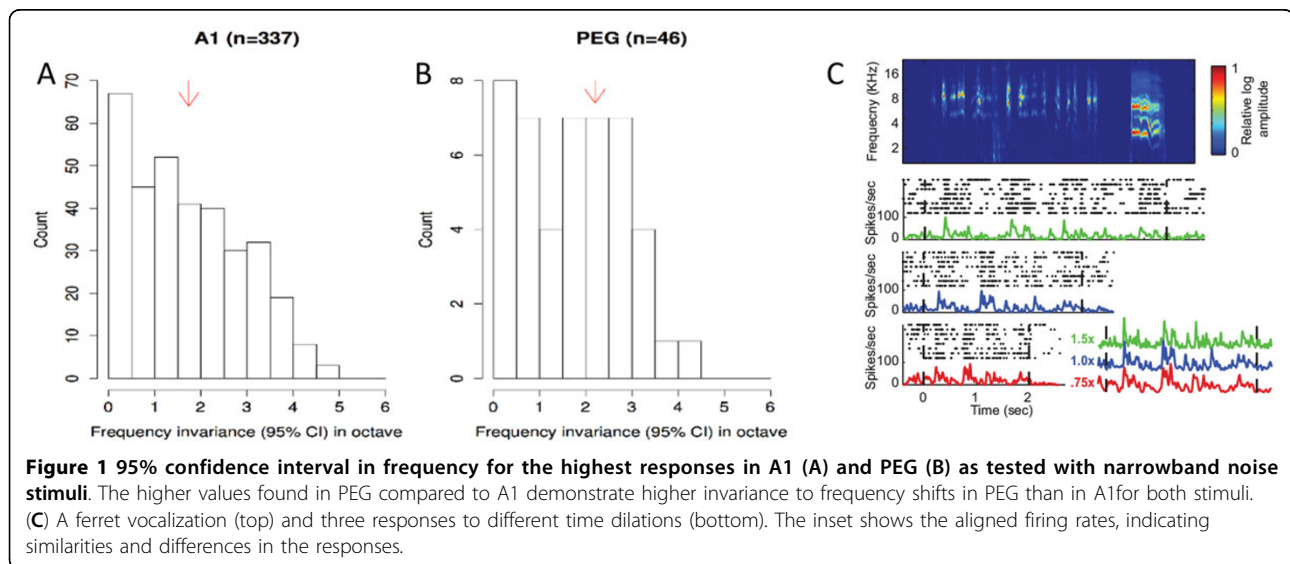 A1 (n=337)
PEG (n=46)
A
B
C
70
60
50
40
30
20
10
0
Count
0 1 2 3 4 5 6
Frequency invariance (95% CI) in octave
8
6
4
2
0
Count
0 1 2 3 4 5 6
Frequency invariance (95% CI) in octave
Frequecny (KHz)
16
8
4
2
1
0
Relative log
amplitude
Spikes/sec
100
0
Spikes/sec
100
0
Spikes/sec
100
0
1.5x
1.0x
.75x
0 1 2
Time (sec)
Figure 1 95% confidence interval in frequency for the highest responses in A1 (A) and PEG (B) as tested with narrowband noise
stimuli. The higher values found in PEG compared to A1 demonstrate higher invariance to frequency shifts in PEG than in A1for both stimuli.
(C) A ferret vocalization (top) and three responses to different time dilations (bottom). The inset shows the aligned firing rates, indicating
similarities and differences in the responses.